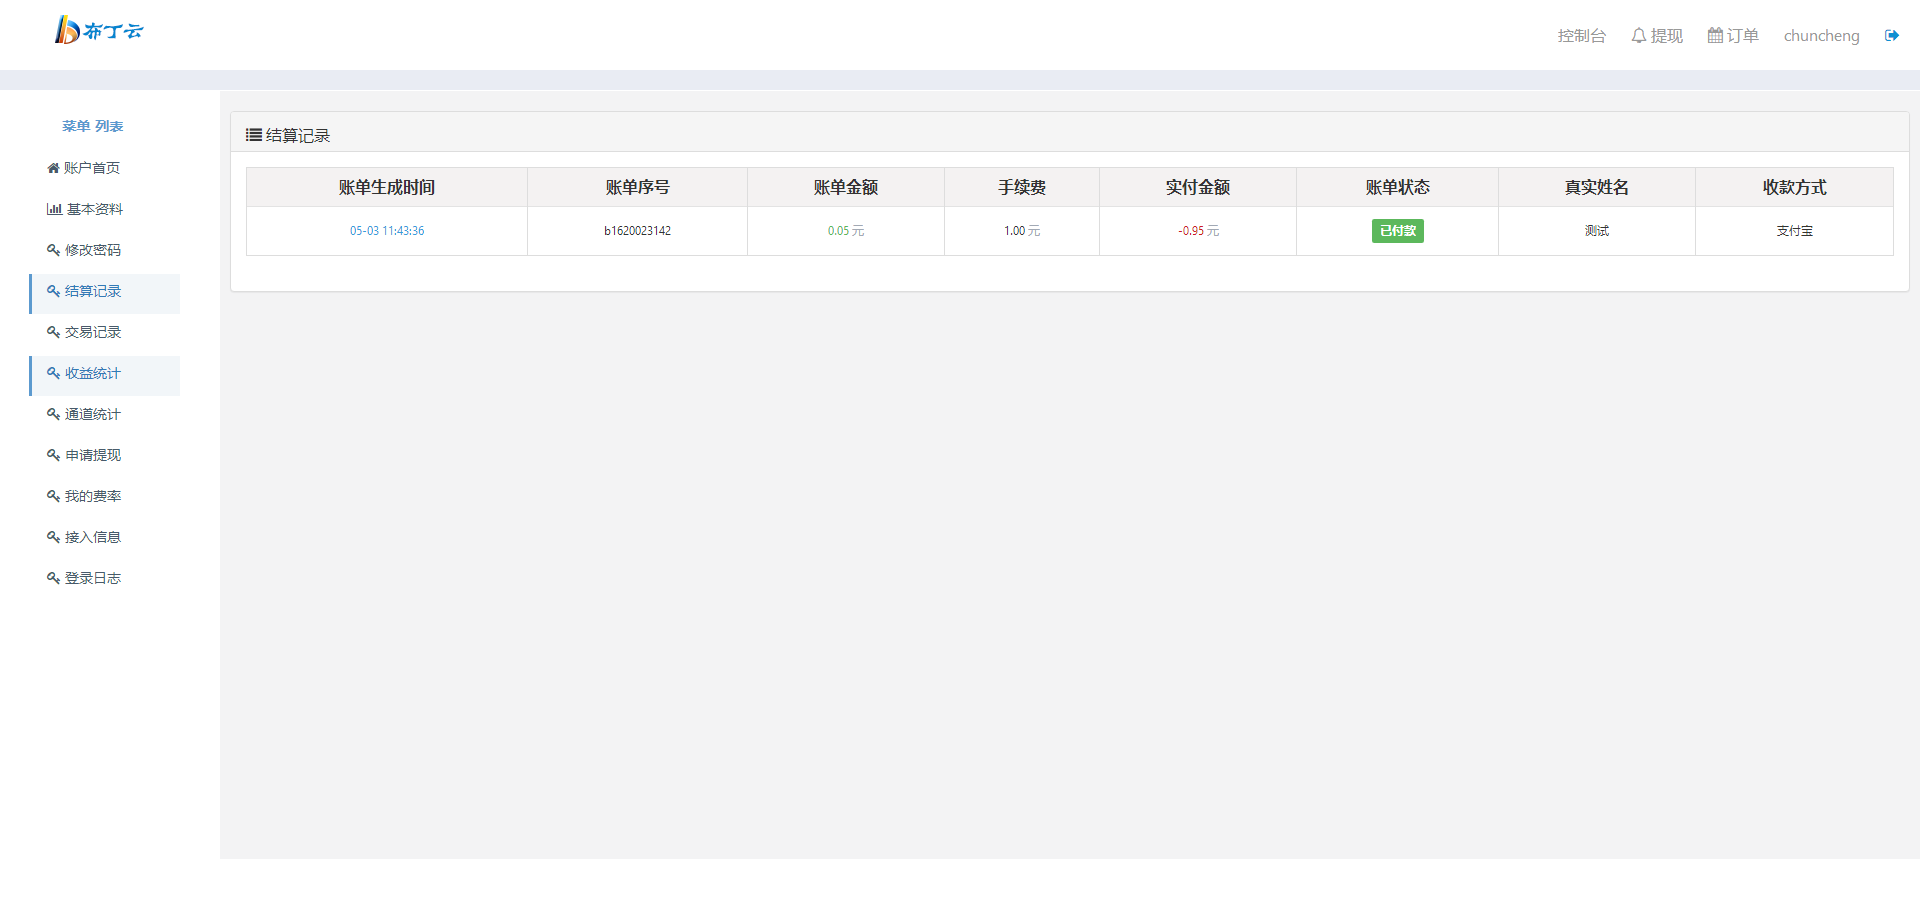 布丁云
控制台 提现 订单 chuncheng
菜单 列表
账户首页
基本资料
修改密码
结算记录
交易记录
收益统计
通道统计
申请提现
我的费率
接入信息
登录日志
结算记录
账单生成时间 账单序号 账单金额 手续费 实付金额 账单状态 真实姓名 收款方式
05-03 11:43:36 b1620023142 0.05 元 1.00 元 -0.95 元 已付款 测试 支付宝